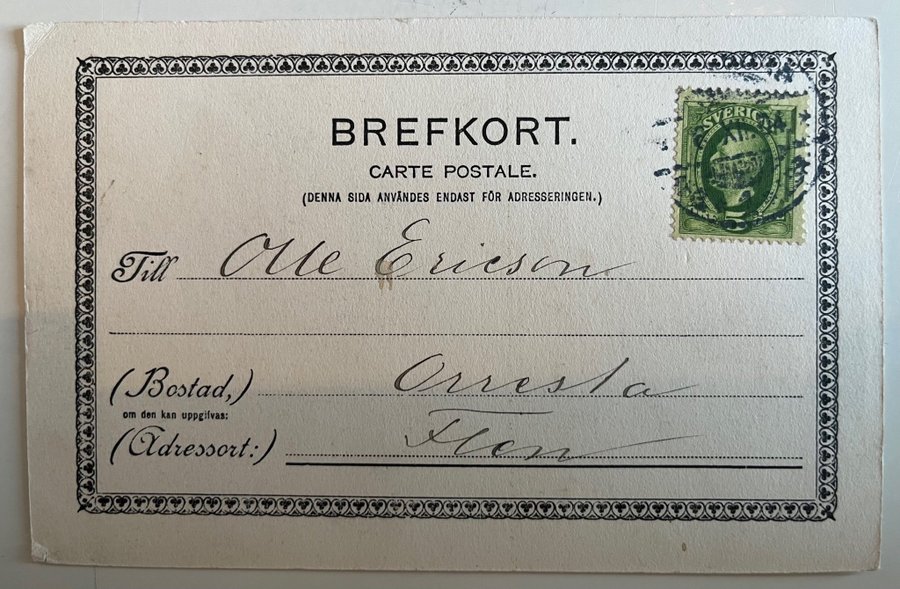 BREFKORT.
CARTE POSTALE.
(DENNA SIDA ANVÄNDES ENDAST FÖR ADRESSERINGEN.)
SVERIGE
Till Olle Ericson
(Bostad,) Orresta
om den kan uppgifvas:
(Adressort:) Flen